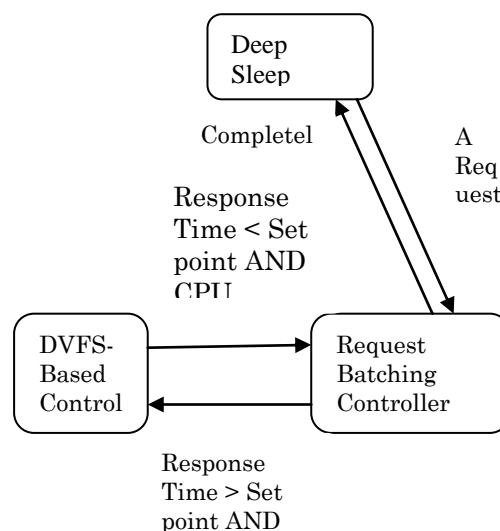 Deep
Sleep
Completel
A
Req
uest
Response
Time < Set
point AND
CPU
DVFS-
Based
Control
Request
Batching
Controller
Response
Time > Set
point AND